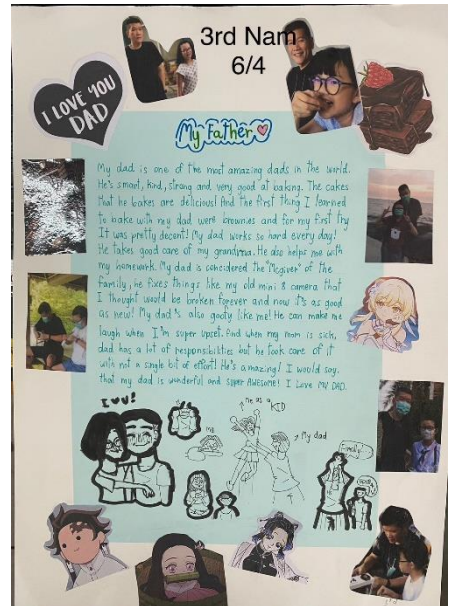 3rd Nam
6/4
I LOVE YOU
DAD
My Father
My dad is one of the most amazing dads in the world.
He's smart, kind, strong and very good at baking. The cakes
that he bakes are delicious! And the first thing I learned
to bake with my dad were brownies and for my first try
It was pretty decent! My dad works so hard every day!
He takes good care of my grandma. He also helps me with
my homework. My dad is concidered the "Mcgiver" of the
family, he fixes things like my old mini 8 camera that
I thought would be broken forever and now it's as good
as new! My dad 's also goofy like me! He can make me
laugh when I'm super upset. And when my mom is sick,
dad has a lot of responsibilities but he took care of it
with not a single bit of effort! He's amazing! I would say,
that my dad is wonderful and super AWESOME! I Love MY DAD.
I ♥ U!
me as a KID
My dad